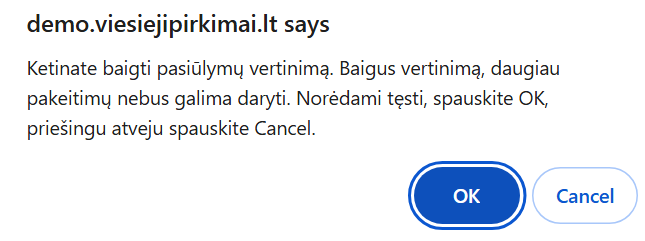 demo.viesiejipirkimai.lt says
Ketinate baigti pasiūlymų vertinimą. Baigus vertinimą, daugiau
pakeitimų nebus galima daryti. Norėdami tęsti, spauskite OK,
priešingu atveju spauskite Cancel.
OK
Cancel